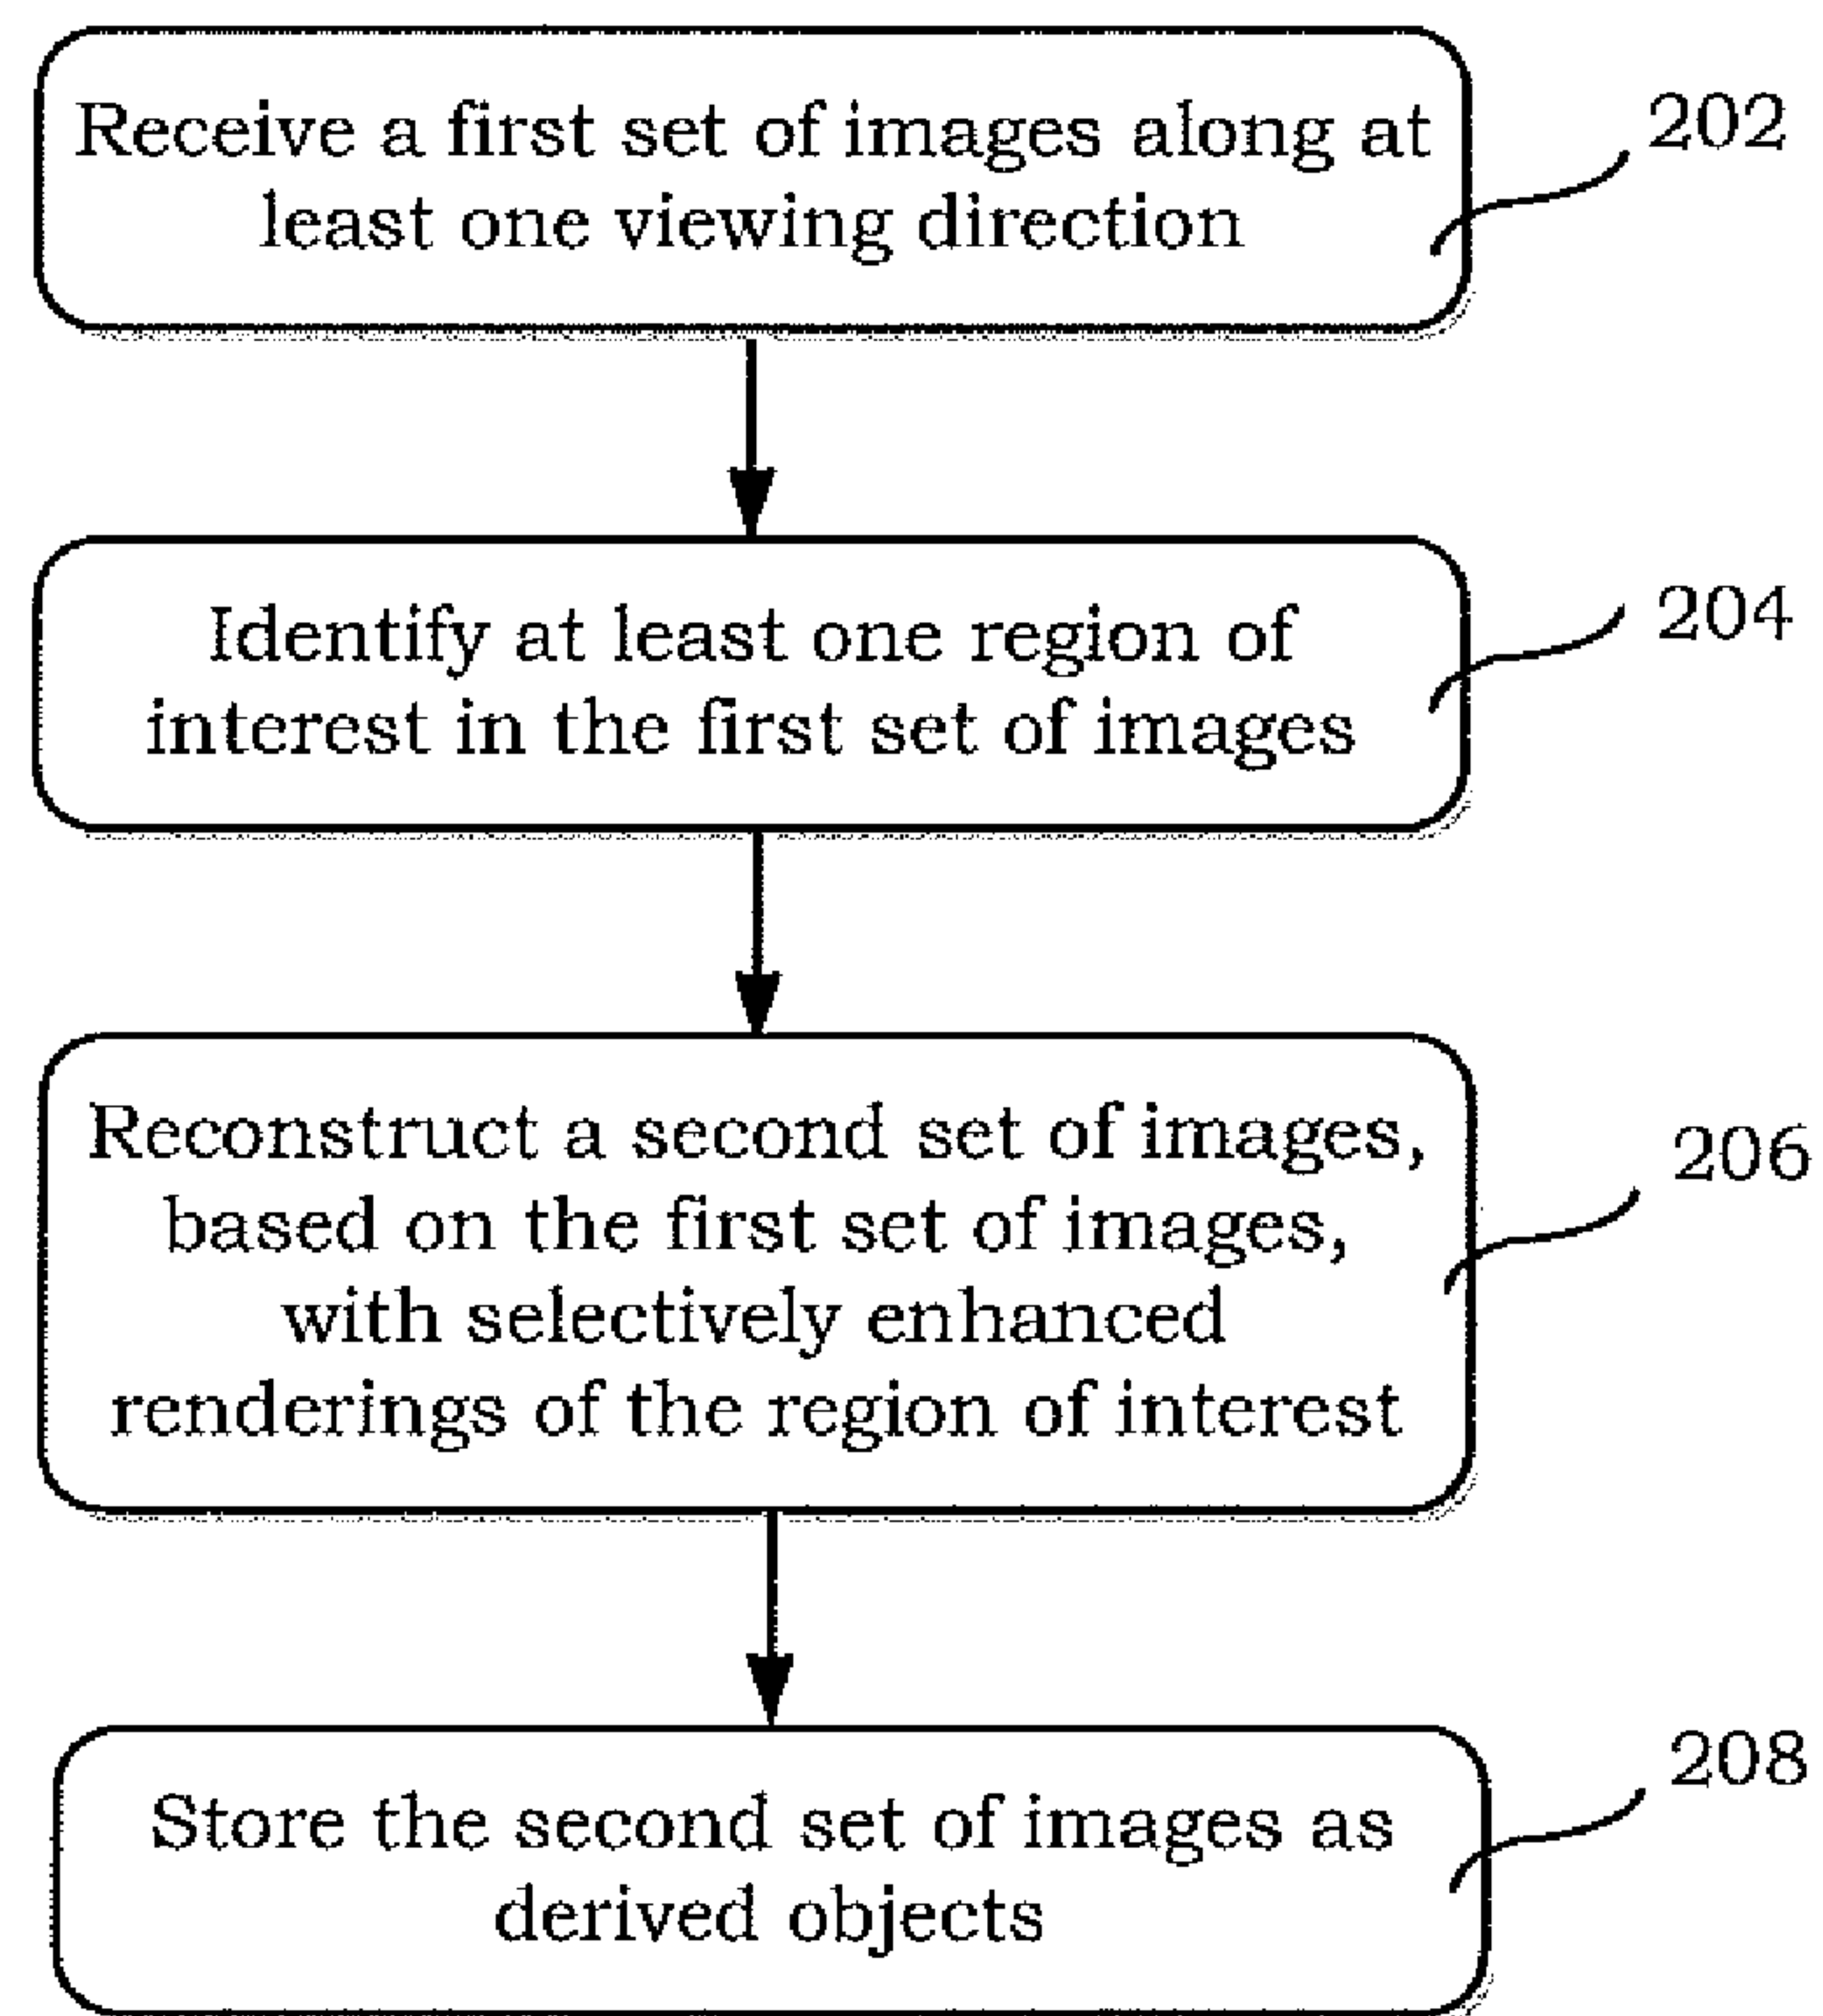 Receive a first set of images along at
least one viewing direction
202
Identify at least one region of
interest in the first set of images
204
Reconstruct a second set of images,
based on the first set of images,
with selectively enhanced
renderings of the region of interest
206
Store the second set of images as
derived objects
208